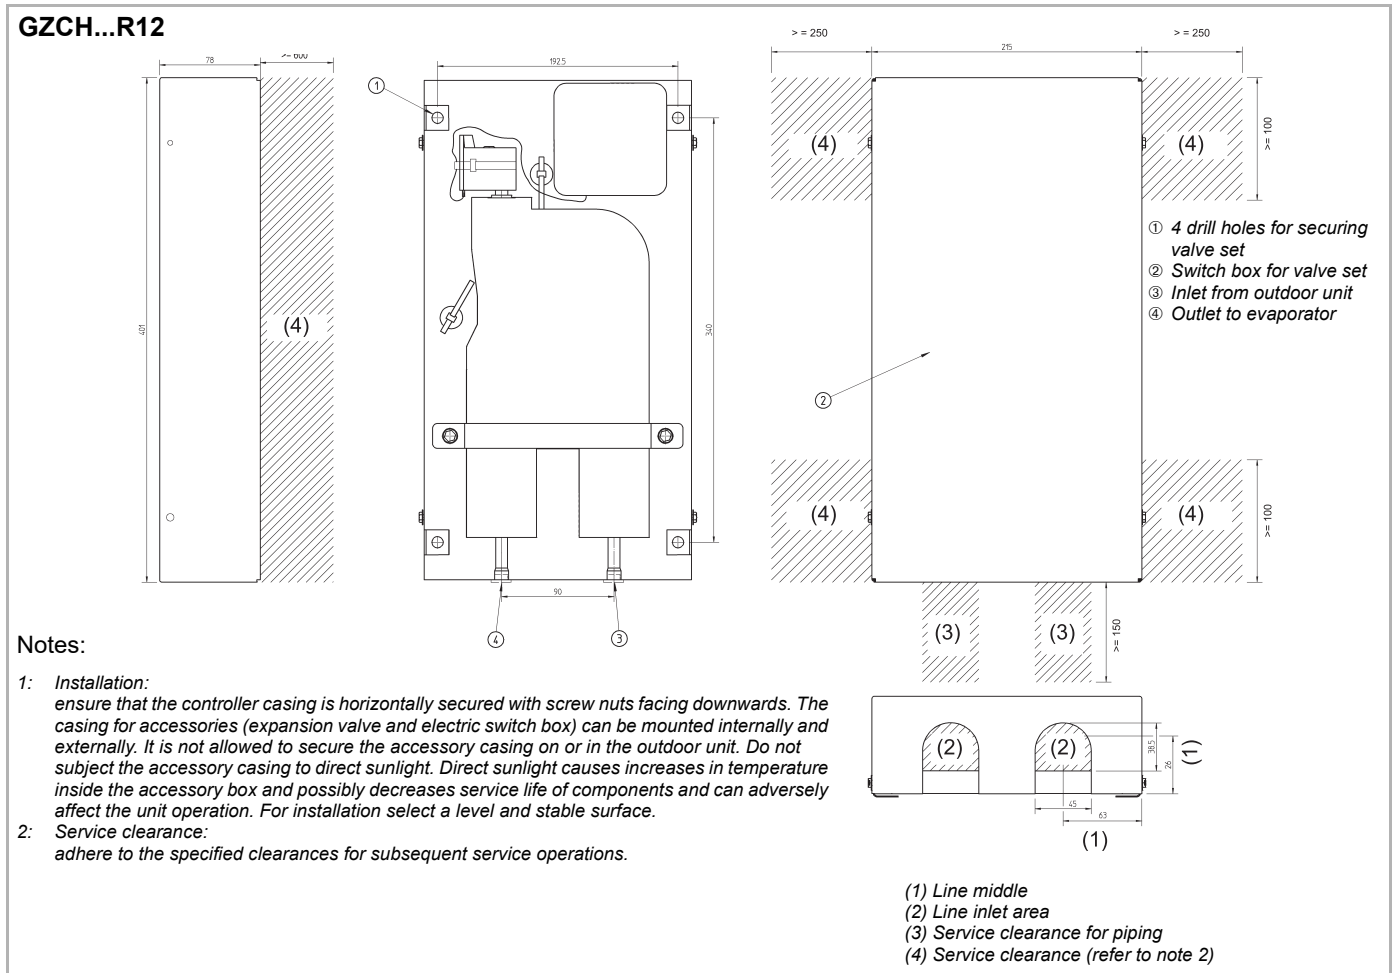 GZCH...R12
78
>= 600
192.5
> = 250
215
> = 250
①
401
(4)
340
(4)
(4)
>= 100
① 4 drill holes for securing
valve set
② Switch box for valve set
③ Inlet from outdoor unit
④ Outlet to evaporator
②
(4)
(4)
>= 100
90
④
③
(3)
(3)
>= 150
(2)
(2)
38.5
26
(1)
45
63
(1)
Notes:
1: Installation:
ensure that the controller casing is horizontally secured with screw nuts facing downwards. The
casing for accessories (expansion valve and electric switch box) can be mounted internally and
externally. It is not allowed to secure the accessory casing on or in the outdoor unit. Do not
subject the accessory casing to direct sunlight. Direct sunlight causes increases in temperature
inside the accessory box and possibly decreases service life of components and can adversely
affect the unit operation. For installation select a level and stable surface.
2: Service clearance:
adhere to the specified clearances for subsequent service operations.
(1) Line middle
(2) Line inlet area
(3) Service clearance for piping
(4) Service clearance (refer to note 2)